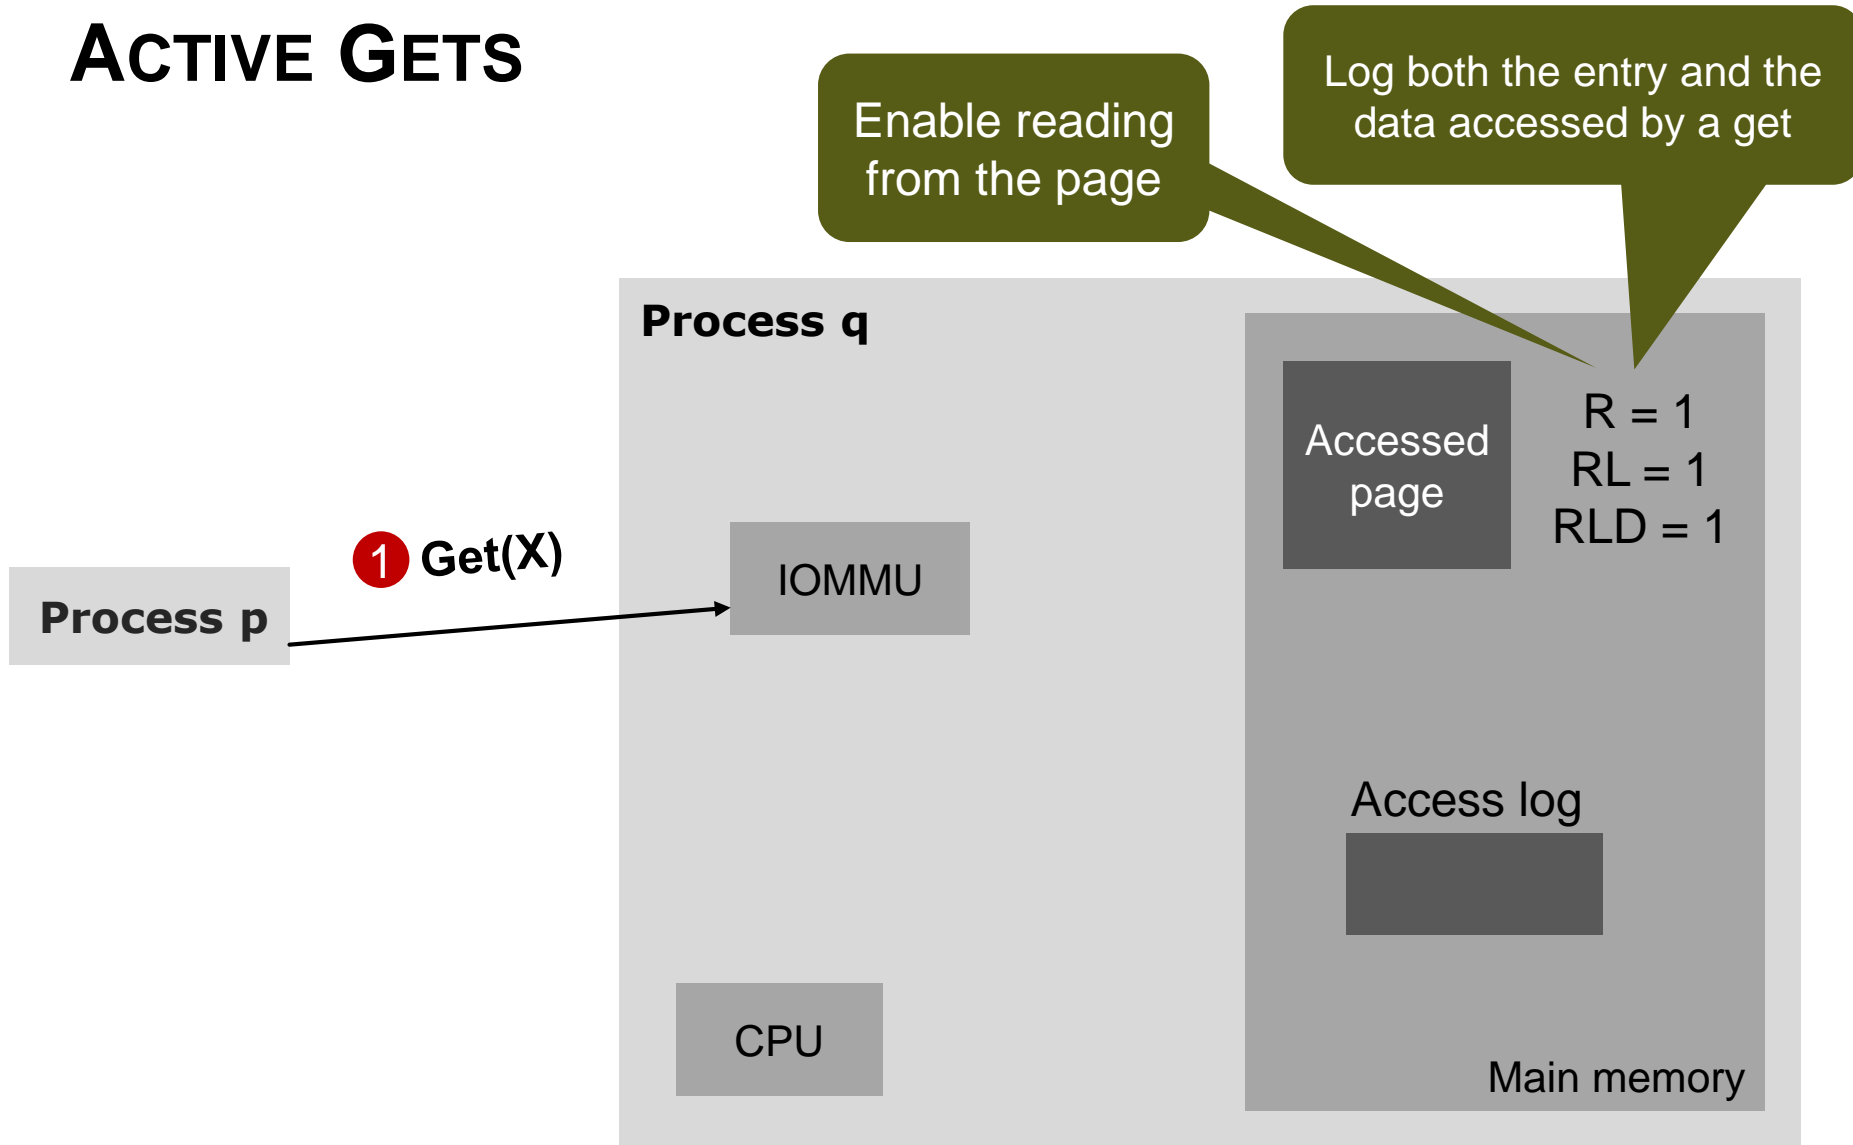 ACTIVE GETS
Enable reading
from the page
Log both the entry and the
data accessed by a get
Process q
Accessed
page
R = 1
RL = 1
RLD = 1
1 Get(X)
IOMMU
Process p
Access log
CPU
Main memory